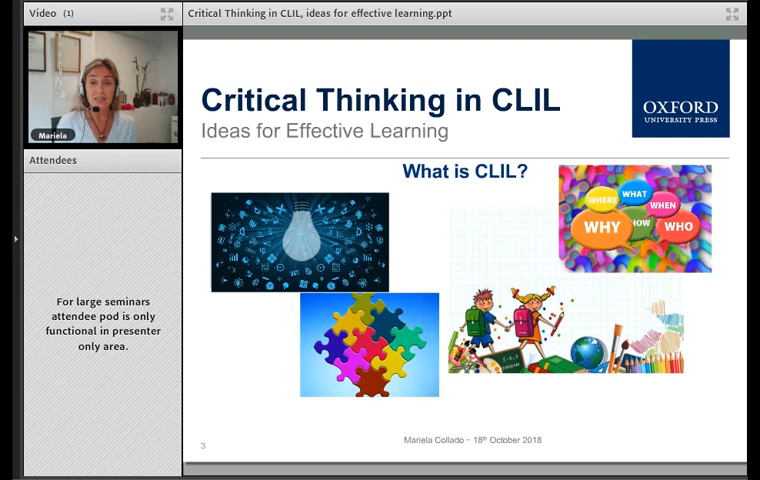 Video (1)
Critical Thinking in CLIL, ideas for effective learning.ppt
Mariela
Attendees
For large seminars
attendee pod is only
functional in presenter
only area.
Critical Thinking in CLIL
Ideas for Effective Learning
OXFORD
UNIVERSITY PRESS
What is CLIL?
WHERE
WHAT
WHEN
WHY
HOW
WHO
3
Mariela Collado – 18th October 2018